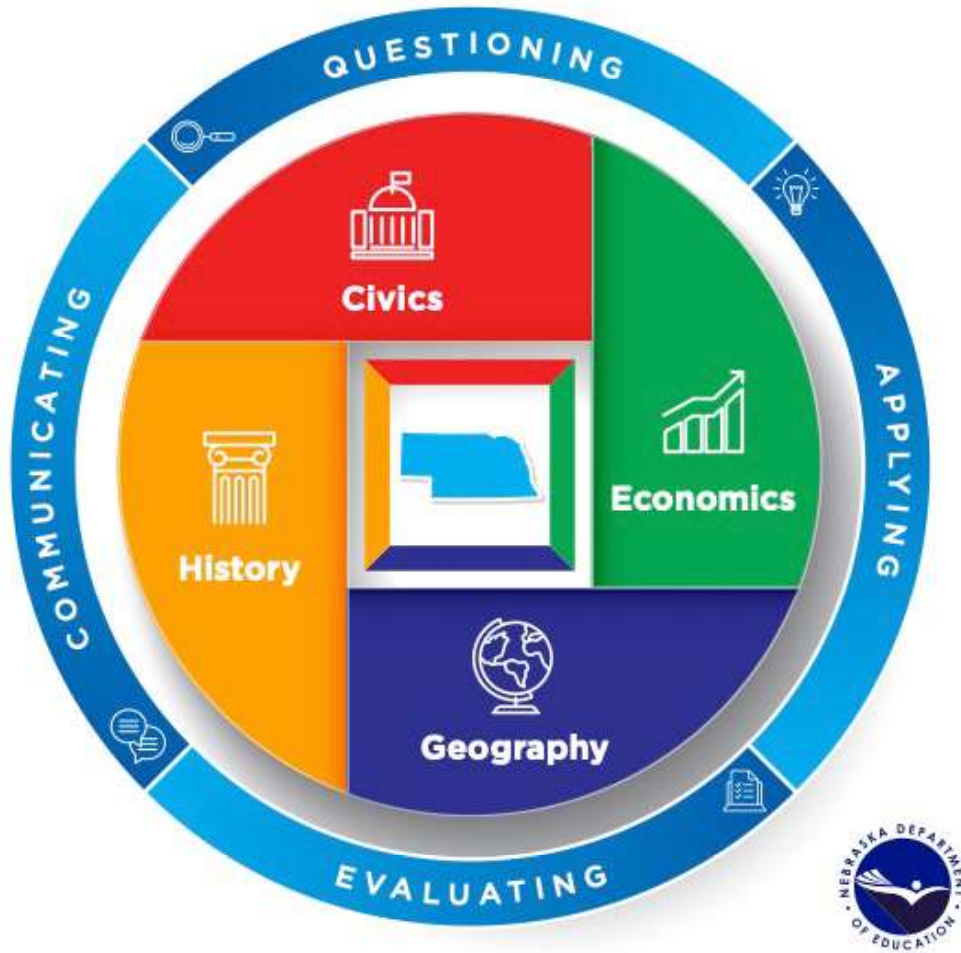 QUESTIONING
Civics
APPLYING
COMMUNICATING
Economics
History
Geography
EVALUATING
NEBRASKA DEPARTMENT
OF EDUCATION